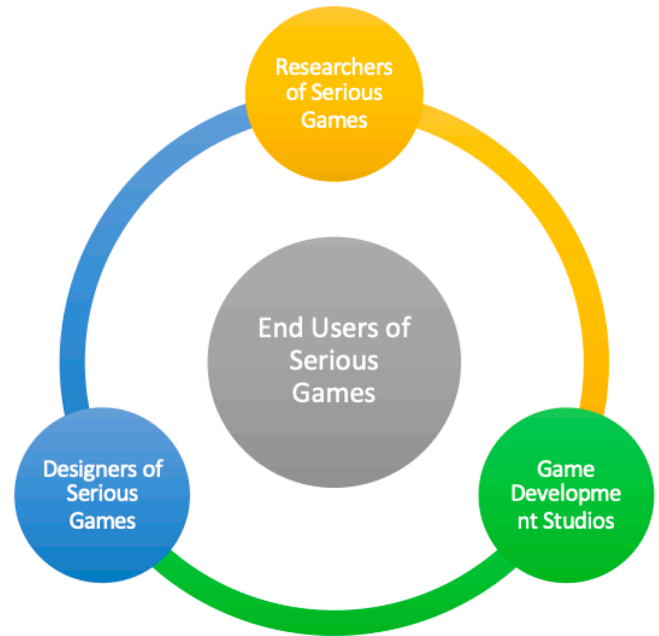 Researchers
of Serious
Games
End Users of
Serious
Games
Designers of
Serious
Games
Game
Developme
nt Studios